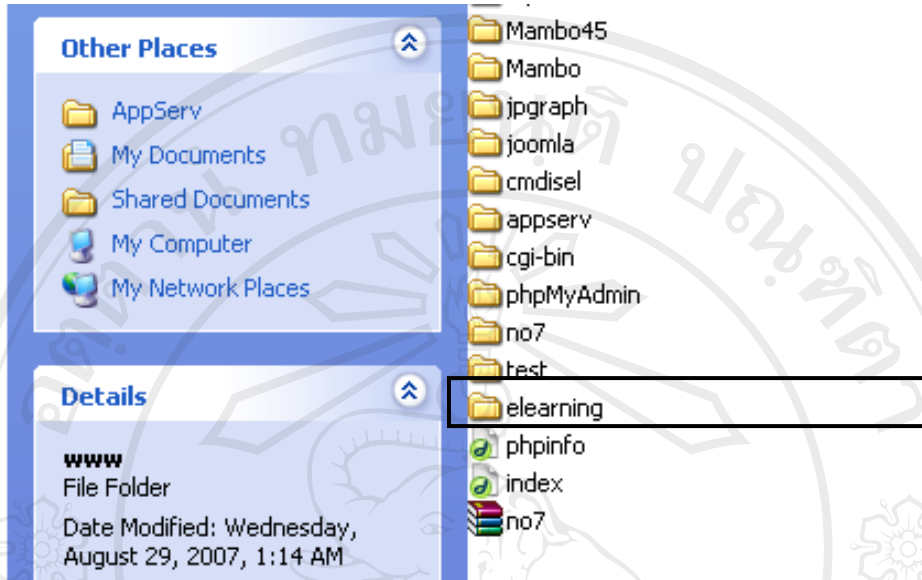 Other Places
AppServ
My Documents
Shared Documents
My Computer
My Network Places
Details
www
File Folder
Date Modified: Wednesday,
August 29, 2007, 1:14 AM
Mambo45
Mambo
jpgraph
joomla
cmdisel
appserv
cgi-bin
phpMyAdmin
no7
test
elearning
phpinfo
index
no7